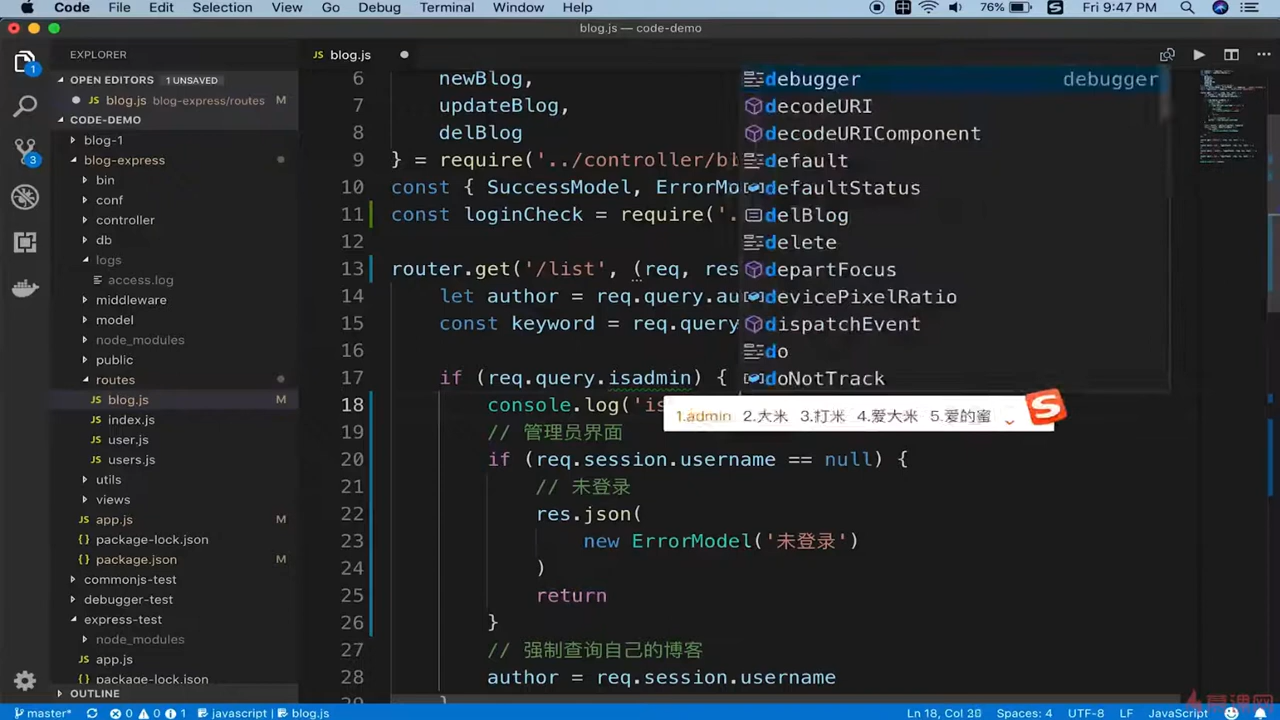 Code File Edit Selection View Go Debug Terminal Window Help 中 76% Fri 9:47 PM
blog.js — code-demo
EXPLORER
OPEN EDITORS 1 UNSAVED
blog.js blog-express/routes M
CODE-DEMO
blog-1
blog-express
bin
conf
controller
db
logs
access.log
middleware
model
node_modules
public
routes
blog.js
index.js
user.js
users.js
utils
views
JS app.js M
{} package-lock.json
{} package.json M
commonjs-test
debugger-test
express-test
node_modules
JS app.js
{} package-lock.json
OUTLINE
1
3
JS blog.js
6 newBlog,
7 updateBlog,
8 delBlog
9 } = require('../controller/bl
10 const { SuccessModel, ErrorMo
11 const loginCheck = require('.
12
13 router.get('/list', (req, res
14 let author = req.query.au
15 const keyword = req.query
16
17 if (req.query.isadmin) {
18 console.log('is
19 // 管理员界面
20 if (req.session.username == null) {
21 // 未登录
22 res.json(
23 new ErrorModel('未登录')
24 )
25 return
26 }
27 // 强制查询自己的博客
28 author = req.session.username
29 }
debugger debugger
decodeURI
decodeURIComponent
default
defaultStatus
delBlog
delete
departFocus
devicePixelRatio
dispatchEvent
do
doNotTrack
1.admin 2.大米 3.打米 4.爱大米 5.爱的蜜
S
master* 0 0 1 javascript | blog.js Ln 18, Col 30 Spaces: 4 UTF-8 LF JavaScript 1